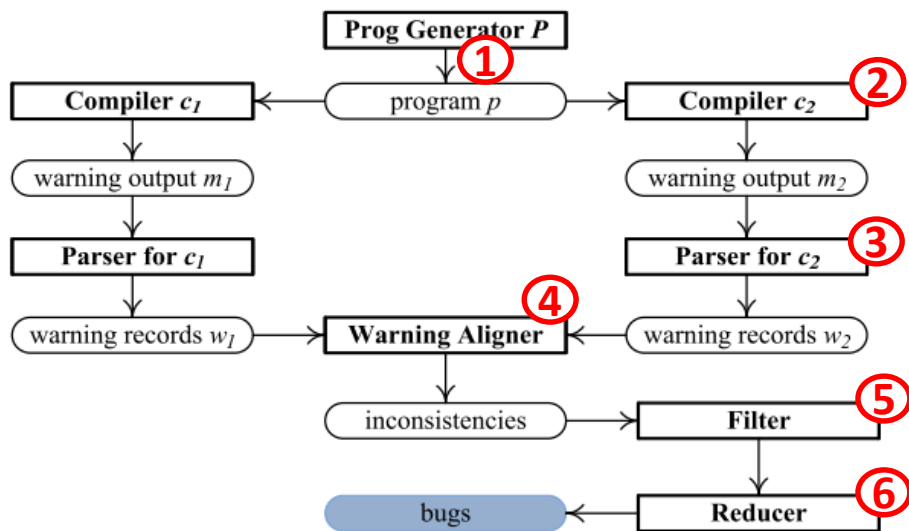 Prog Generator P
1
2
Compiler c₁
program p
Compiler c₂
warning output m₁
warning output m₂
3
Parser for c₁
Parser for c₂
4
warning records w₁
Warning Aligner
warning records w₂
5
inconsistencies
Filter
6
bugs
Reducer